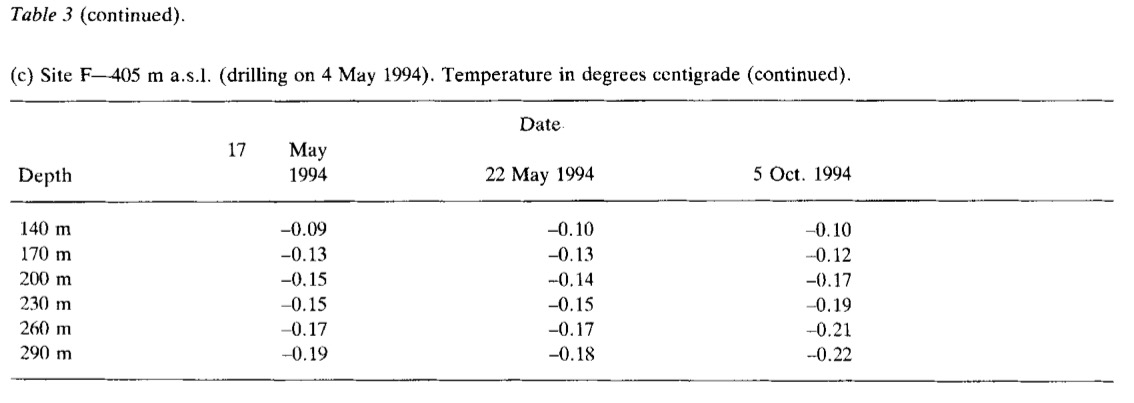 Table 3 (continued).
(c) Site F—405 m a.s.l. (drilling on 4 May 1994). Temperature in degrees centigrade (continued).
Date
17 May
Depth 1994 22 May 1994 5 Oct. 1994
140 m –0.09 –0.10 –0.10
170 m –0.13 –0.13 –0.12
200 m –0.15 –0.14 –0.17
230 m –0.15 –0.15 –0.19
260 m –0.17 –0.17 –0.21
290 m –0.19 –0.18 –0.22